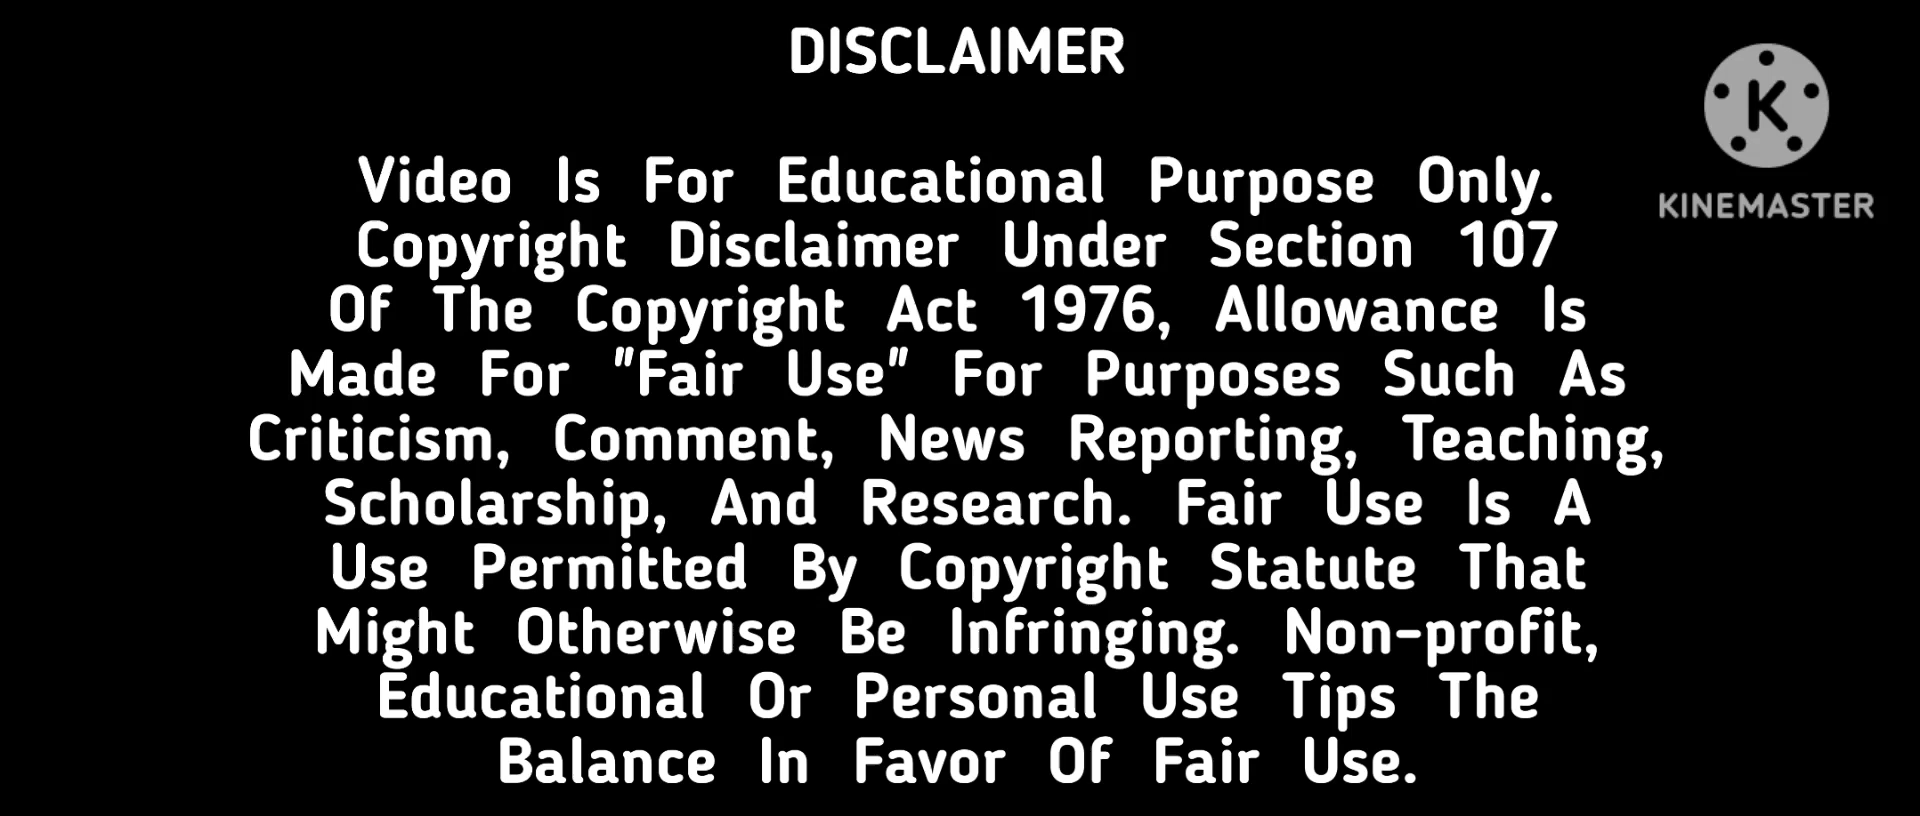 DISCLAIMER
K
KINEMASTER
Video Is For Educational Purpose Only.
Copyright Disclaimer Under Section 107
Of The Copyright Act 1976, Allowance Is
Made For "Fair Use" For Purposes Such As
Criticism, Comment, News Reporting, Teaching,
Scholarship, And Research. Fair Use Is A
Use Permitted By Copyright Statute That
Might Otherwise Be Infringing. Non-profit,
Educational Or Personal Use Tips The
Balance In Favor Of Fair Use.